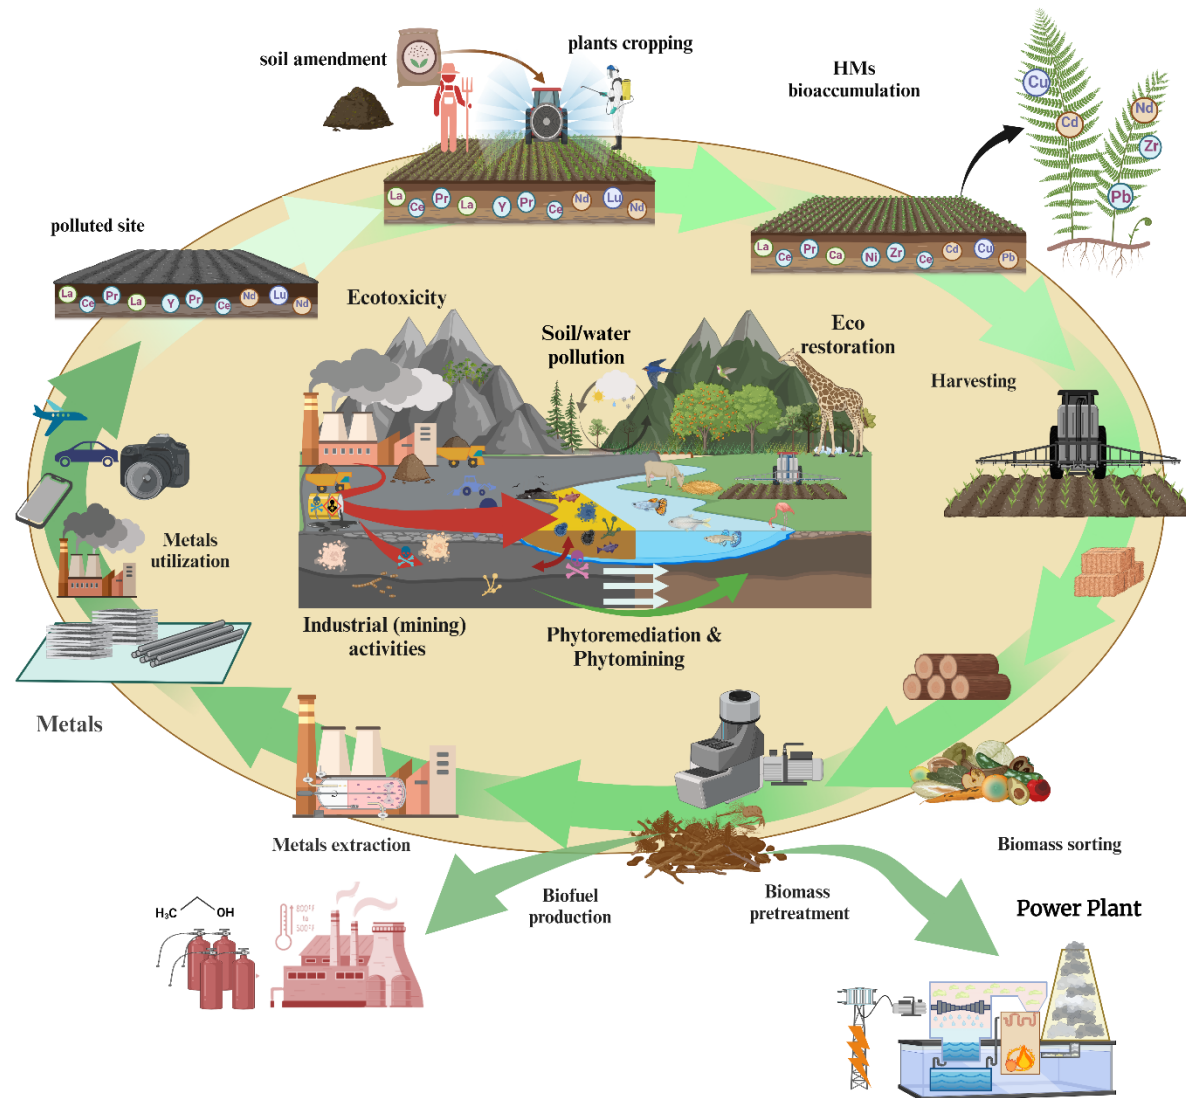 soil amendment
plants cropping
HMs
bioaccumulation
Cu
Cd
Nd
Zr
Pb
La
Ce
Pr
La
Y
Pr
Ce
Nd
Lu
Nd
polluted site
La
Ce
Pr
Ca
Ni
Zr
Ce
Cd
Cu
Pb
La
Ce
Pr
La
Y
Pr
Ce
Nd
Lu
Nd
Ecotoxicity
Soil/water
pollution
Eco
restoration
Harvesting
Metals
utilization
Industrial (mining)
activities
Phytoremediation &
Phytomining
Metals
Metals extraction
Biomass sorting
Biofuel
production
Biomass
pretreatment
Power Plant
H₃C
OH
800°F
to
500°F